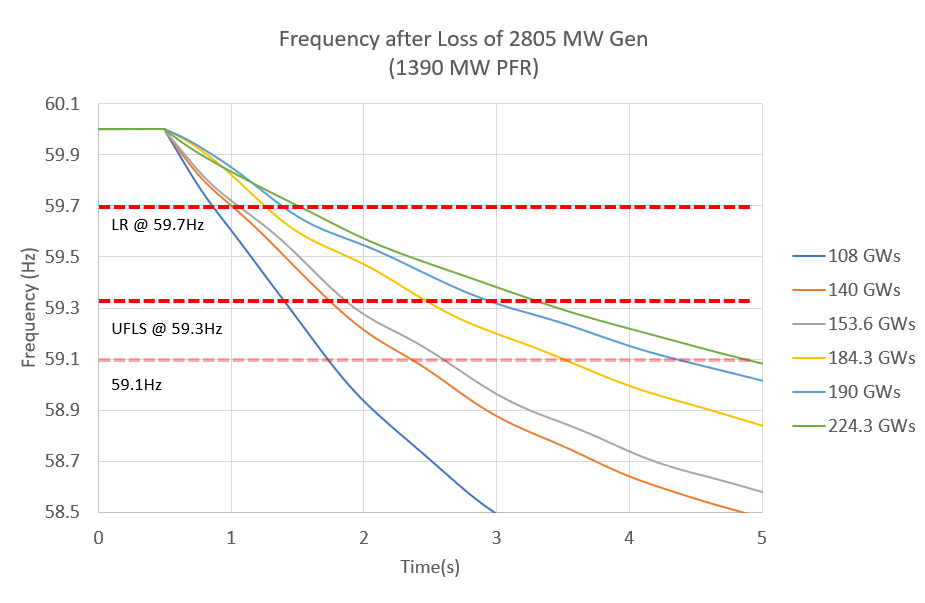 Frequency after Loss of 2805 MW Gen
(1390 MW PFR)
60.1
59.9
59.7
59.5
59.3
59.1
58.9
58.7
58.5
Frequency (Hz)
LR @ 59.7Hz
UFLS @ 59.3Hz
59.1Hz
0 1 2 3 4 5
Time(s)
108 GWs
140 GWs
153.6 GWs
184.3 GWs
190 GWs
224.3 GWs